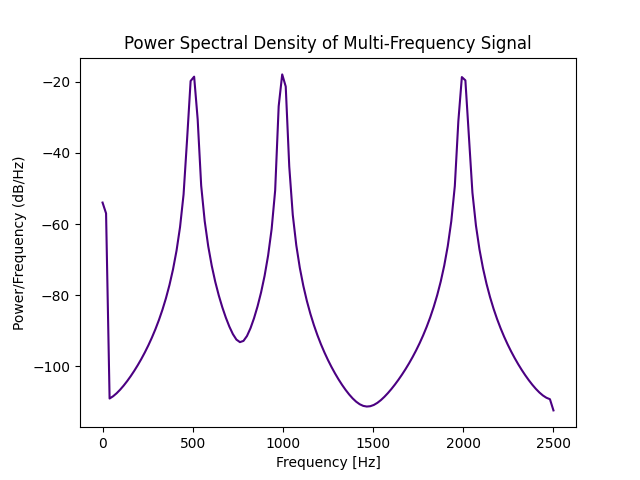 Power Spectral Density of Multi-Frequency Signal
Power/Frequency (dB/Hz)
−20
−40
−60
−80
−100
0 500 1000 1500 2000 2500
Frequency [Hz]